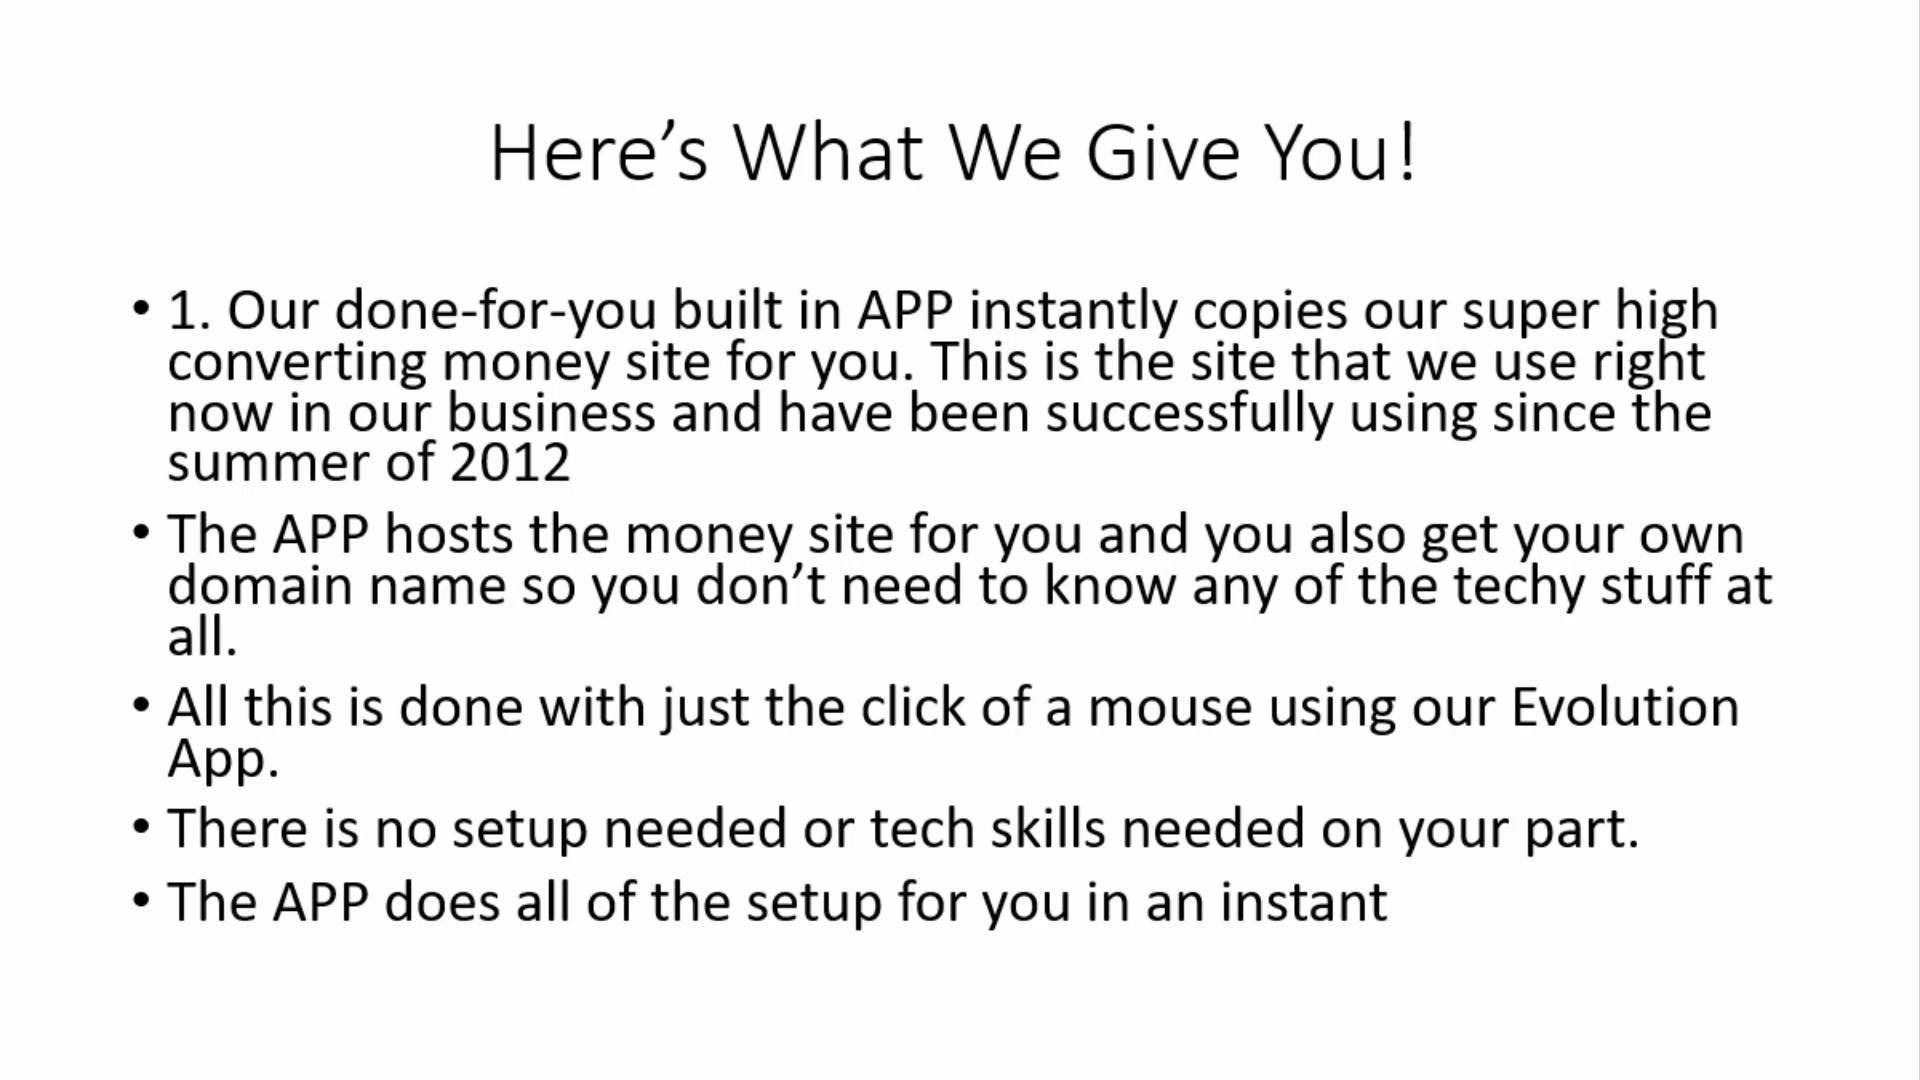 Here’s What We Give You!
• 1. Our done-for-you built in APP instantly copies our super high
converting money site for you. This is the site that we use right
now in our business and have been successfully using since the
summer of 2012
• The APP hosts the money site for you and you also get your own
domain name so you don’t need to know any of the techy stuff at
all.
• All this is done with just the click of a mouse using our Evolution
App.
• There is no setup needed or tech skills needed on your part.
• The APP does all of the setup for you in an instant